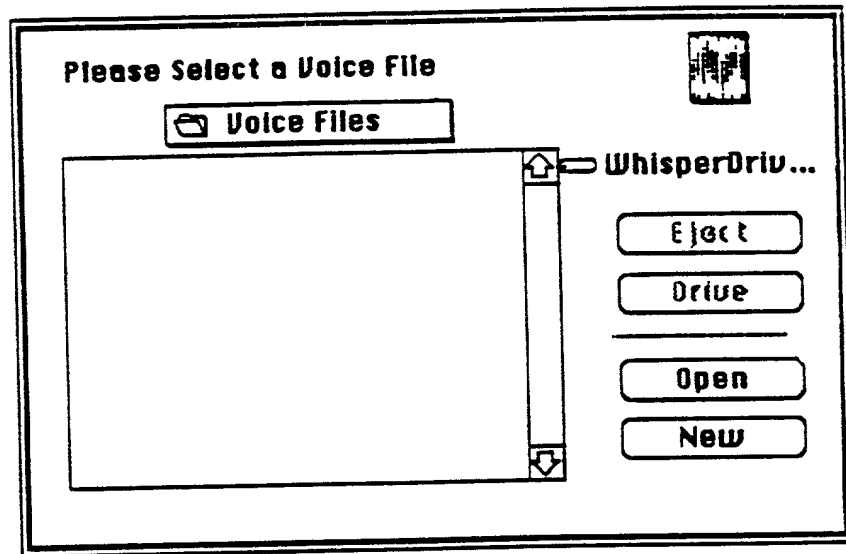 Please Select a Voice File
Voice Files
WhisperDriv...
Eject
Drive
Open
New